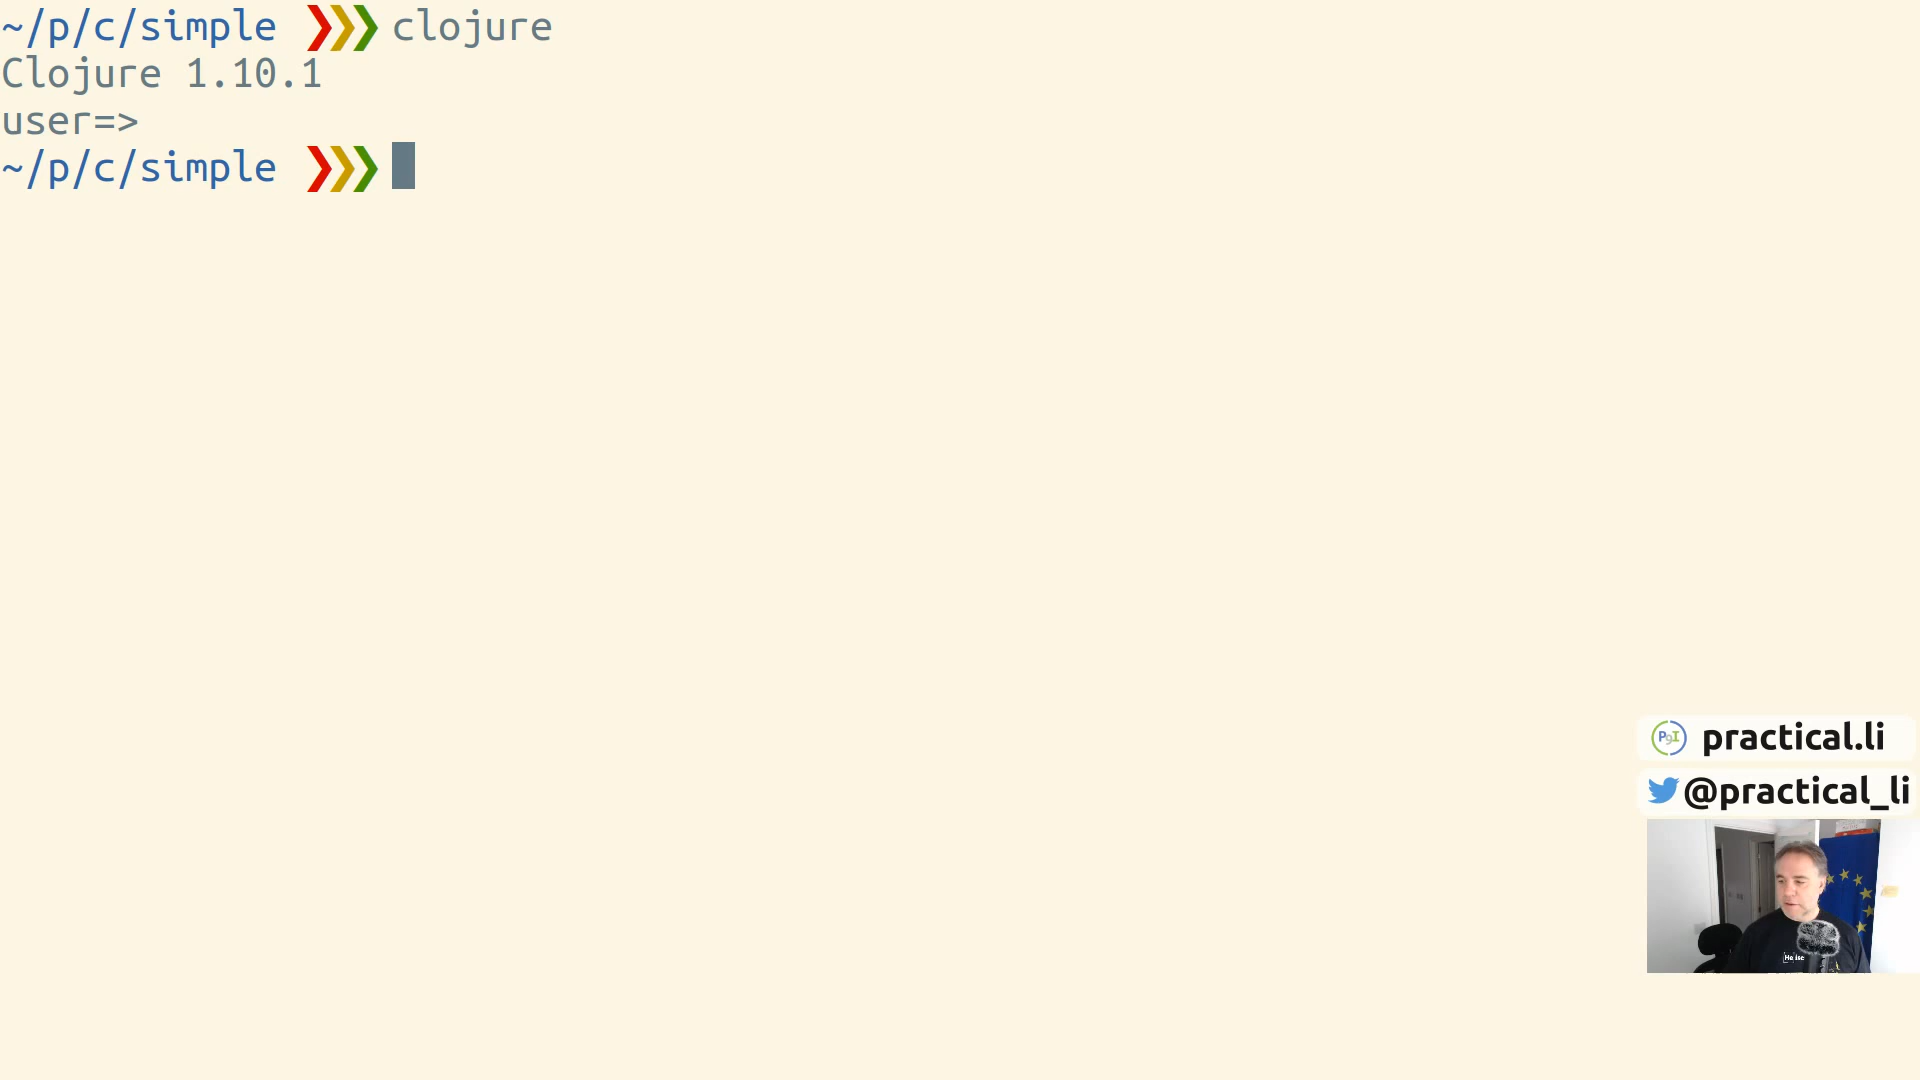 ~/p/c/simple ❯❯❯ clojure
Clojure 1.10.1
user=>
~/p/c/simple ❯❯❯
practical.li
@practical_li